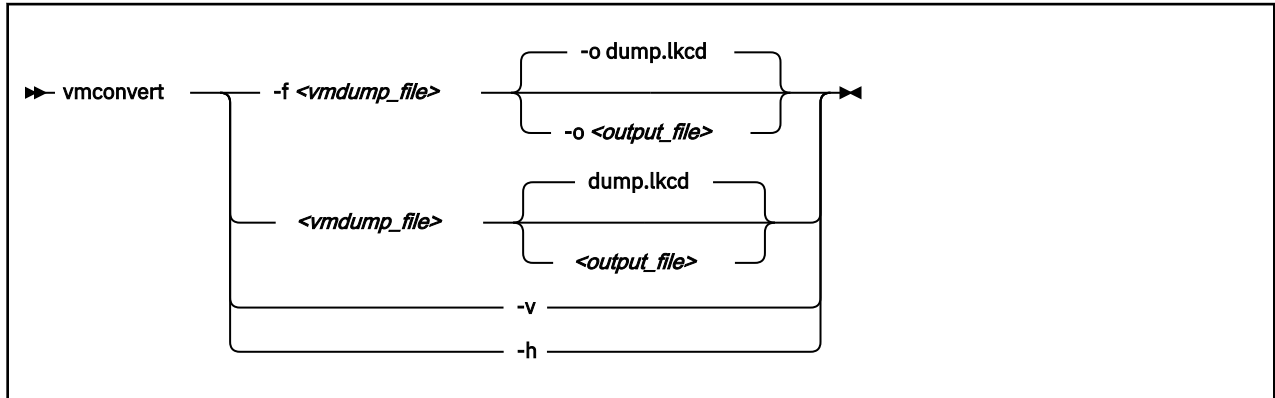 -o dump.lkcd
vmconvert -f <vmdump_file>
-o <output_file>
dump.lkcd
<vmdump_file>
<output_file>
-v
-h